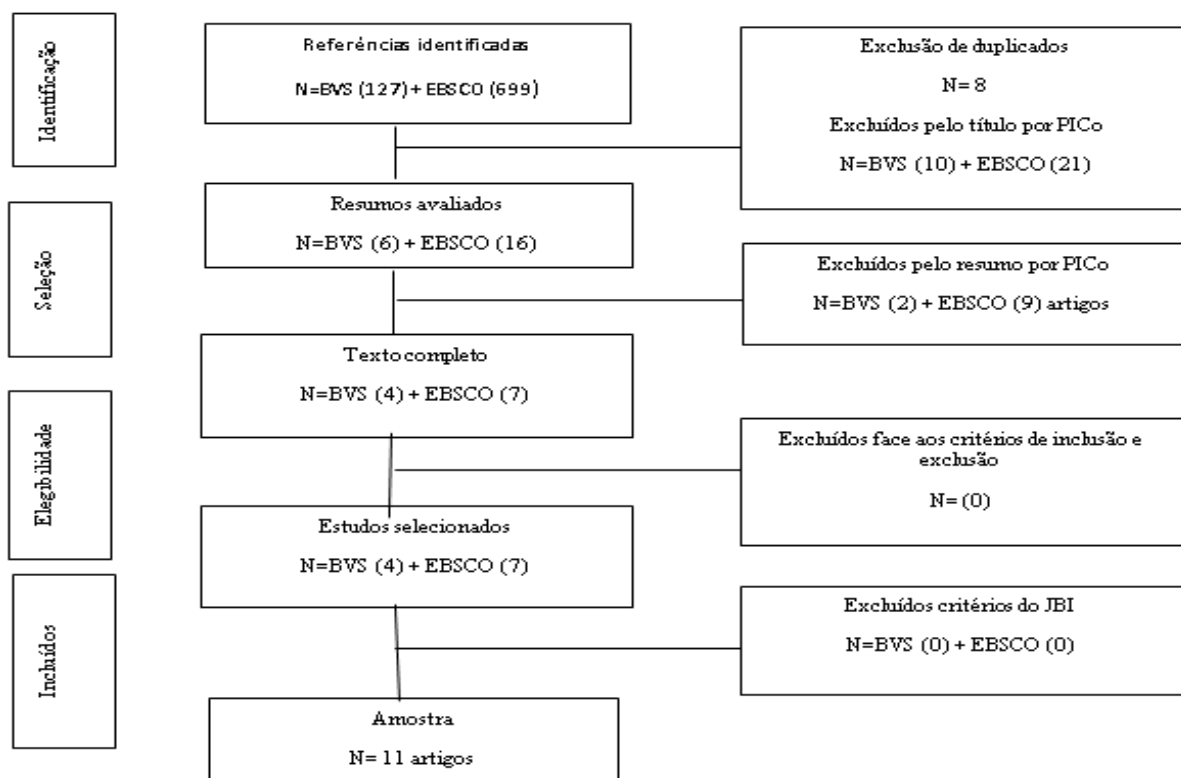 Identificação
Referências identificadas
N=BVS (127) + EBSCO (699)
Exclusão de duplicados
N= 8
Excluídos pelo título por PICo
N=BVS (10) + EBSCO (21)
Seleção
Resumos avaliados
N=BVS (6) + EBSCO (16)
Excluídos pelo resumo por PICo
N=BVS (2) + EBSCO (9) artigos
Texto completo
N=BVS (4) + EBSCO (7)
Elegibilidade
Excluídos face aos critérios de inclusão e
exclusão
N= (0)
Estudos selecionados
N=BVS (4) + EBSCO (7)
Incluídos
Excluídos critérios do JBI
N=BVS (0) + EBSCO (0)
Amostra
N= 11 artigos